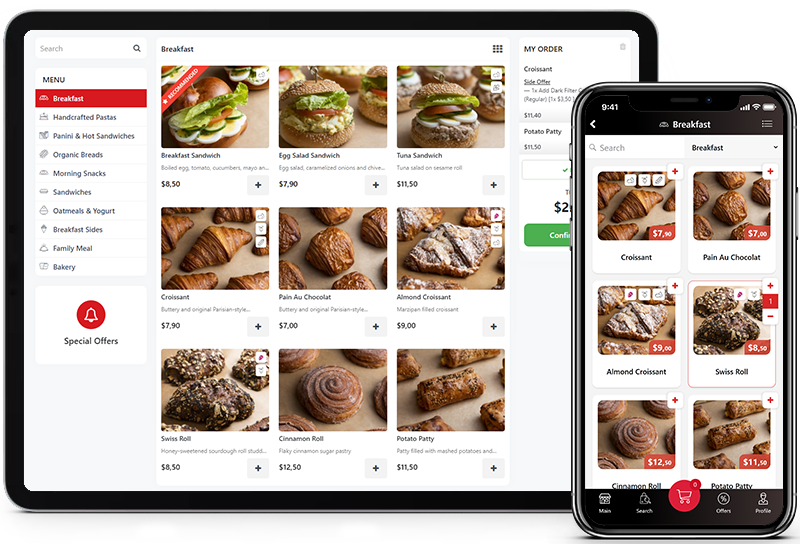 Search
MENU
Breakfast
Handcrafted Pastas
Panini & Hot Sandwiches
Organic Breads
Morning Snacks
Sandwiches
Oatmeals & Yogurt
Breakfast Sides
Family Meal
Bakery
Special Offers
Breakfast
★ RECOMMENDED
Breakfast Sandwich
Boiled egg, tomato, cucumbers, mayo an...
$8,50
Egg Salad Sandwich
Egg salad, caramelized onions and chive...
$7,90
Tuna Sandwich
Tuna salad on sesame roll
$11,50
Croissant
Buttery and original Parisian-style...
$7,90
Pain Au Chocolat
Buttery and original Parisian-style...
$7,00
Almond Croissant
Marzipan filled croissant
$9,00
Swiss Roll
Honey-sweetened sourdough roll studd...
$8,50
Cinnamon Roll
Flaky cinnamon sugar pastry
$12,50
Potato Patty
Patty filled with mashed potatoes and...
$11,50
MY ORDER
Croissant
Side Offer
— 1x Add Dark Filter C
(Regular) [1x $3,50
$11,40
Potato Patty
$11,50
$2
Confi
9:41
Breakfast
Search
Breakfast
$7,90
Croissant
$7,00
Pain Au Chocolat
$9,00
Almond Croissant
1
$8,50
Swiss Roll
$12,50
Cinnamon Roll
$11,50
Potato Patty
0
Main
Search
Offers
Profile